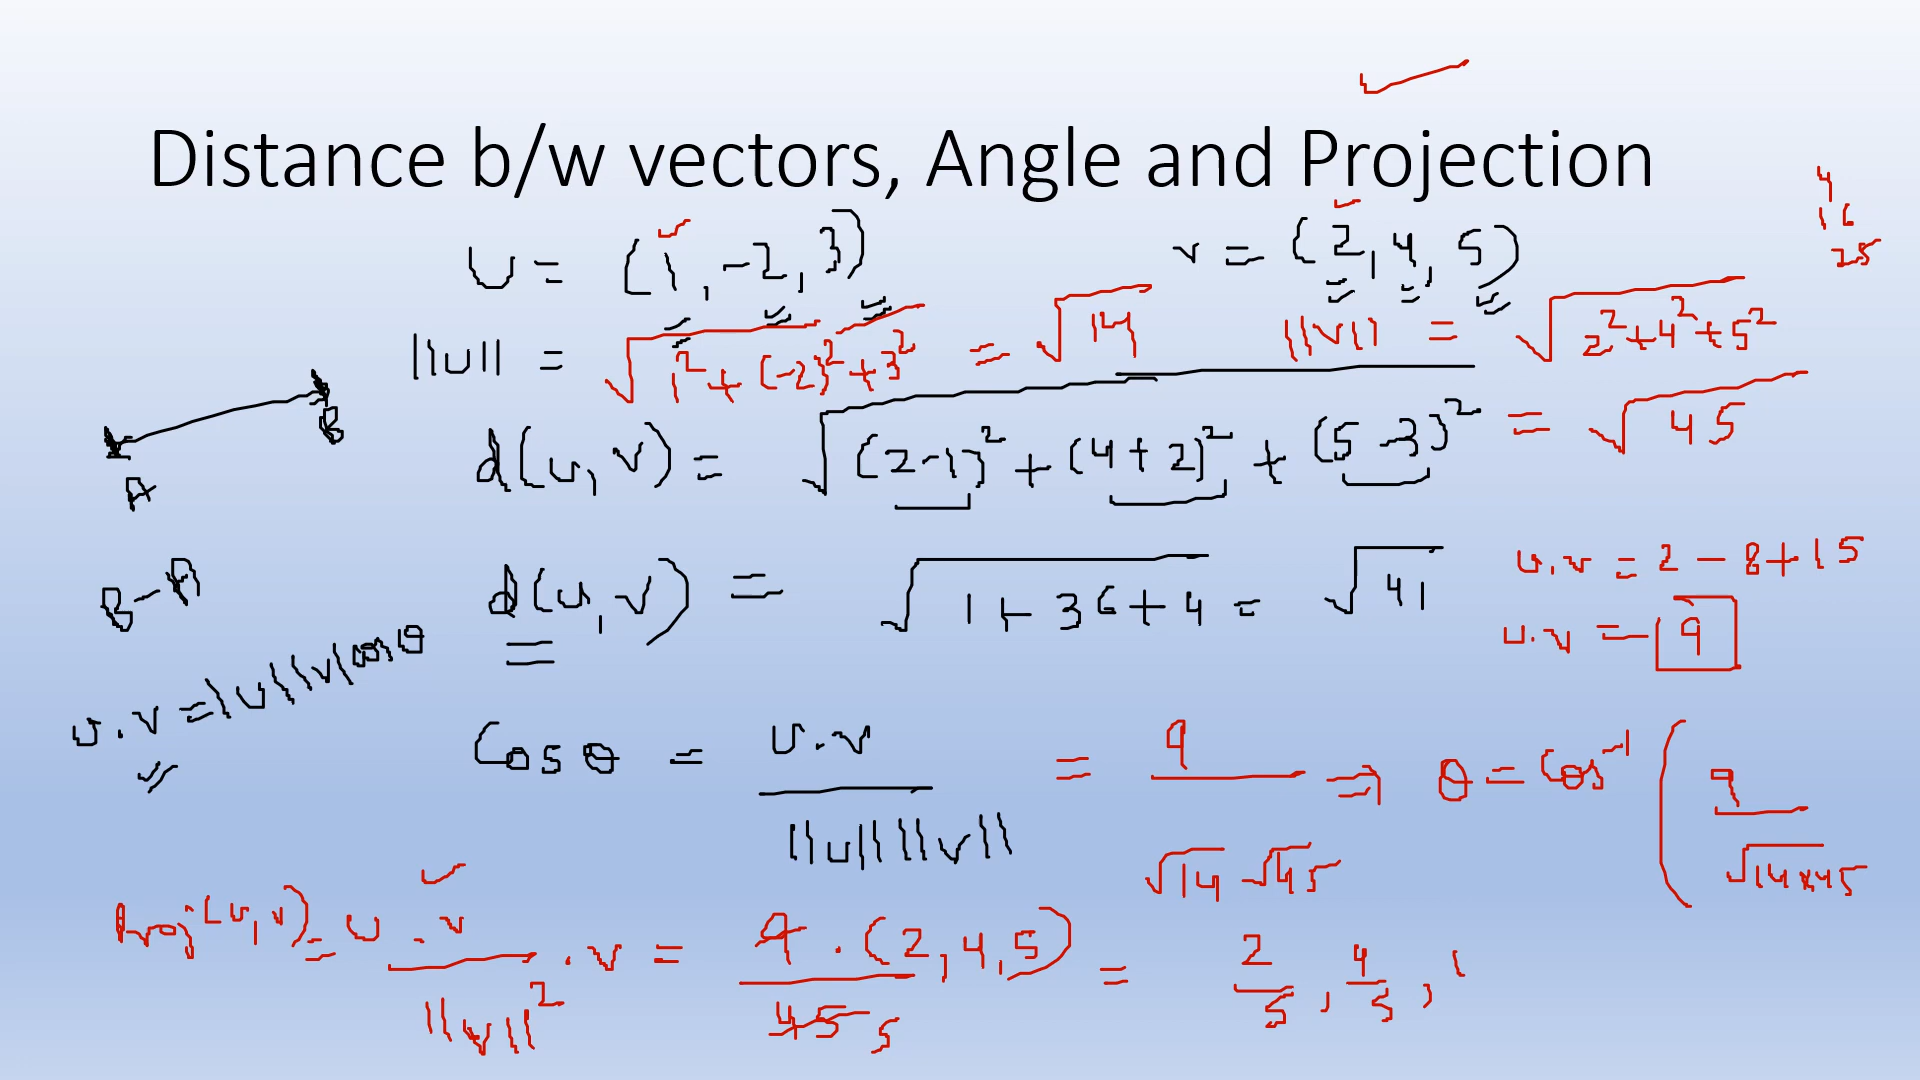 Distance b/w vectors, Angle and Projection
4
16
25
u = (1, -2, 3)
v = (2, 4, 5)
||u|| = √(1² + (-2)² + 3²) = √14
||v|| = √(2² + 4² + 5²)
= √45
A
B
d(u, v) = √((2-1)² + (4+2)² + (5-3)²)
B-A
d(u, v) = √(1 + 36 + 4) = √41
u.v = 2 - 8 + 15
u.v = 9
u.v = |u||v|cosθ
Cosθ = u.v / ||u|| ||v|| = 9 / √14 √45 ⇒ θ = Cos⁻¹ ( 9 / √14×45
proj(u, v) = u.v / ||v||² . v = 9 . (2, 4, 5) / 45 5 = 2/5, 4/5, 1